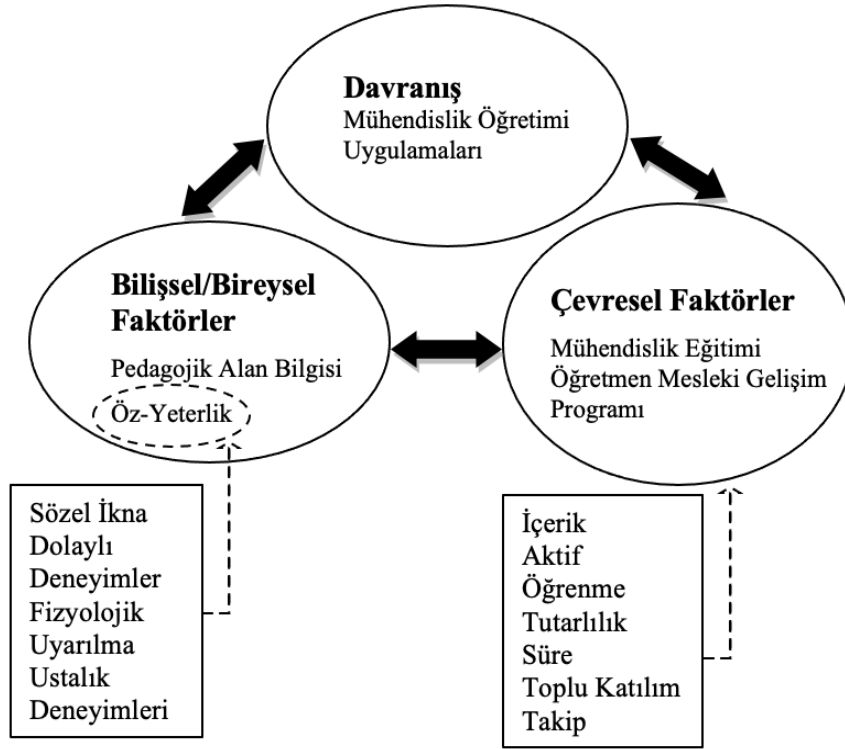 Davranış
Mühendislik Öğretimi
Uygulamaları
Bilişsel/Bireysel
Faktörler
Pedagojik Alan Bilgisi
Öz-Yeterlik
Çevresel Faktörler
Mühendislik Eğitimi
Öğretmen Mesleki Gelişim
Programı
Sözel İkna
Dolaylı
Deneyimler
Fizyolojik
Uyarılma
Ustalık
Deneyimleri
İçerik
Aktif
Öğrenme
Tutarlılık
Süre
Toplu Katılım
Takip